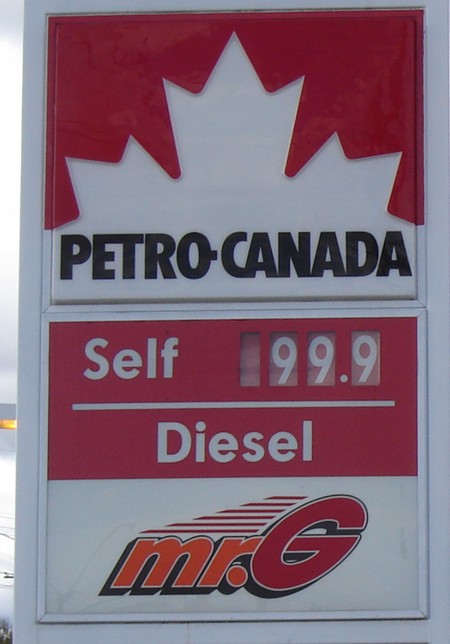 PETRO-CANADA
Self 99.9
Diesel
mr.G